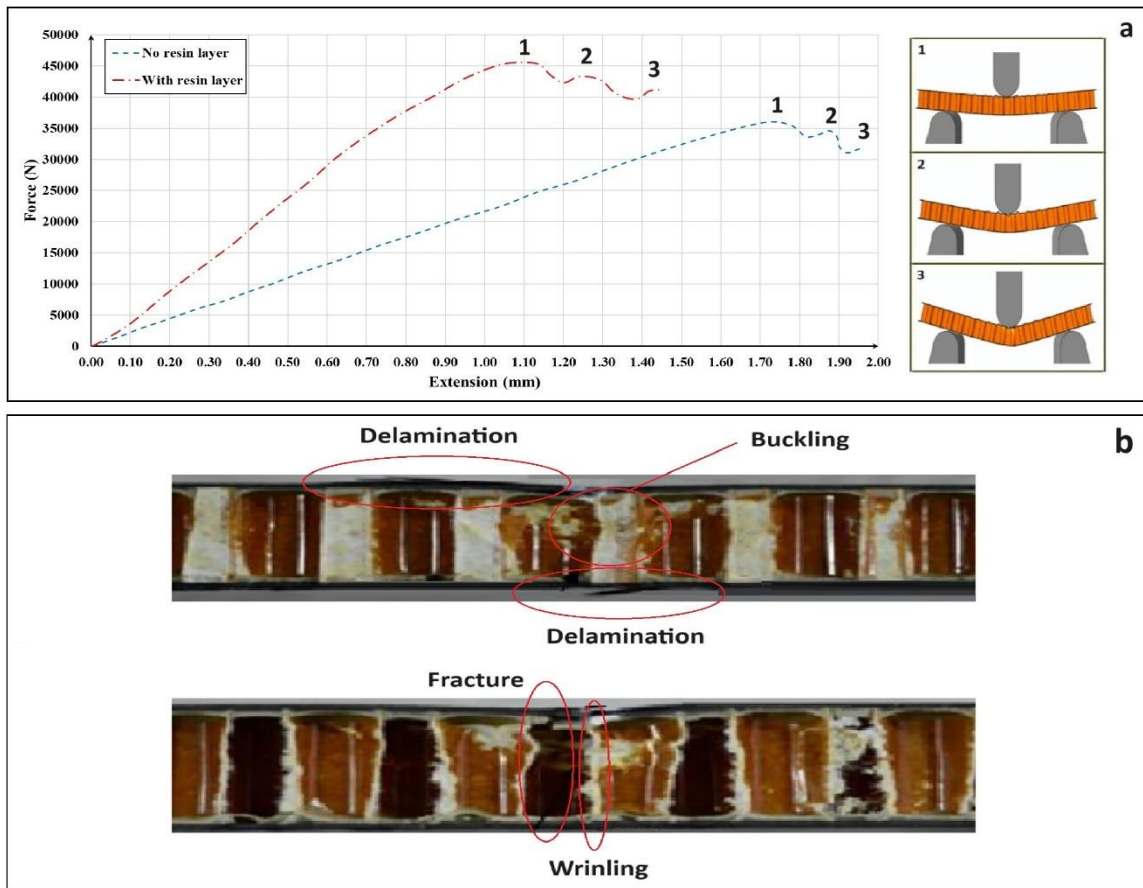 a
50000
45000
40000
35000
30000
25000
20000
15000
10000
5000
0
Force (N)
No resin layer
With resin layer
1
2
3
1
2
3
0.00 0.10 0.20 0.30 0.40 0.50 0.60 0.70 0.80 0.90 1.00 1.10 1.20 1.30 1.40 1.50 1.60 1.70 1.80 1.90 2.00
Extension (mm)
1
2
3
b
Delamination
Buckling
Delamination
Fracture
Wrinling